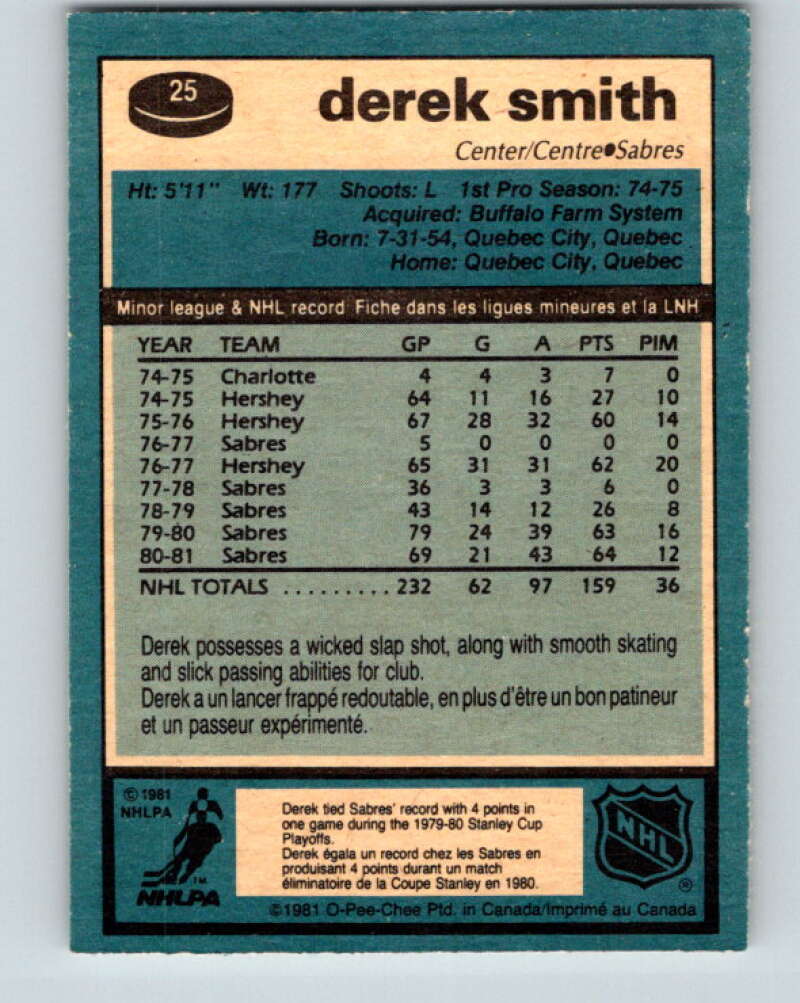 25
derek smith
Center/Centre●Sabres
Ht: 5'11" Wt: 177 Shoots: L 1st Pro Season: 74-75
Acquired: Buffalo Farm System
Born: 7-31-54, Quebec City, Quebec
Home: Quebec City, Quebec
Minor league & NHL record Fiche dans les ligues mineures et la LNH
YEAR TEAM GP G A PTS PIM
74-75 Charlotte 4 4 3 7 0
74-75 Hershey 64 11 16 27 10
75-76 Hershey 67 28 32 60 14
76-77 Sabres 5 0 0 0 0
76-77 Hershey 65 31 31 62 20
77-78 Sabres 36 3 3 6 0
78-79 Sabres 43 14 12 26 8
79-80 Sabres 79 24 39 63 16
80-81 Sabres 69 21 43 64 12
NHL TOTALS ......... 232 62 97 159 36
Derek possesses a wicked slap shot, along with smooth skating
and slick passing abilities for club.
Derek a un lancer frappé redoutable, en plus d'être un bon patineur
et un passeur expérimenté.
© 1981
NHLPA
TM
NHLPA
Derek tied Sabres' record with 4 points in
one game during the 1979-80 Stanley Cup
Playoffs.
Derek égala un record chez les Sabres en
produisant 4 points durant un match
éliminatoire de la Coupe Stanley en 1980.
NHL
®
©1981 O-Pee-Chee Ptd. in Canada/Imprimé au Canada